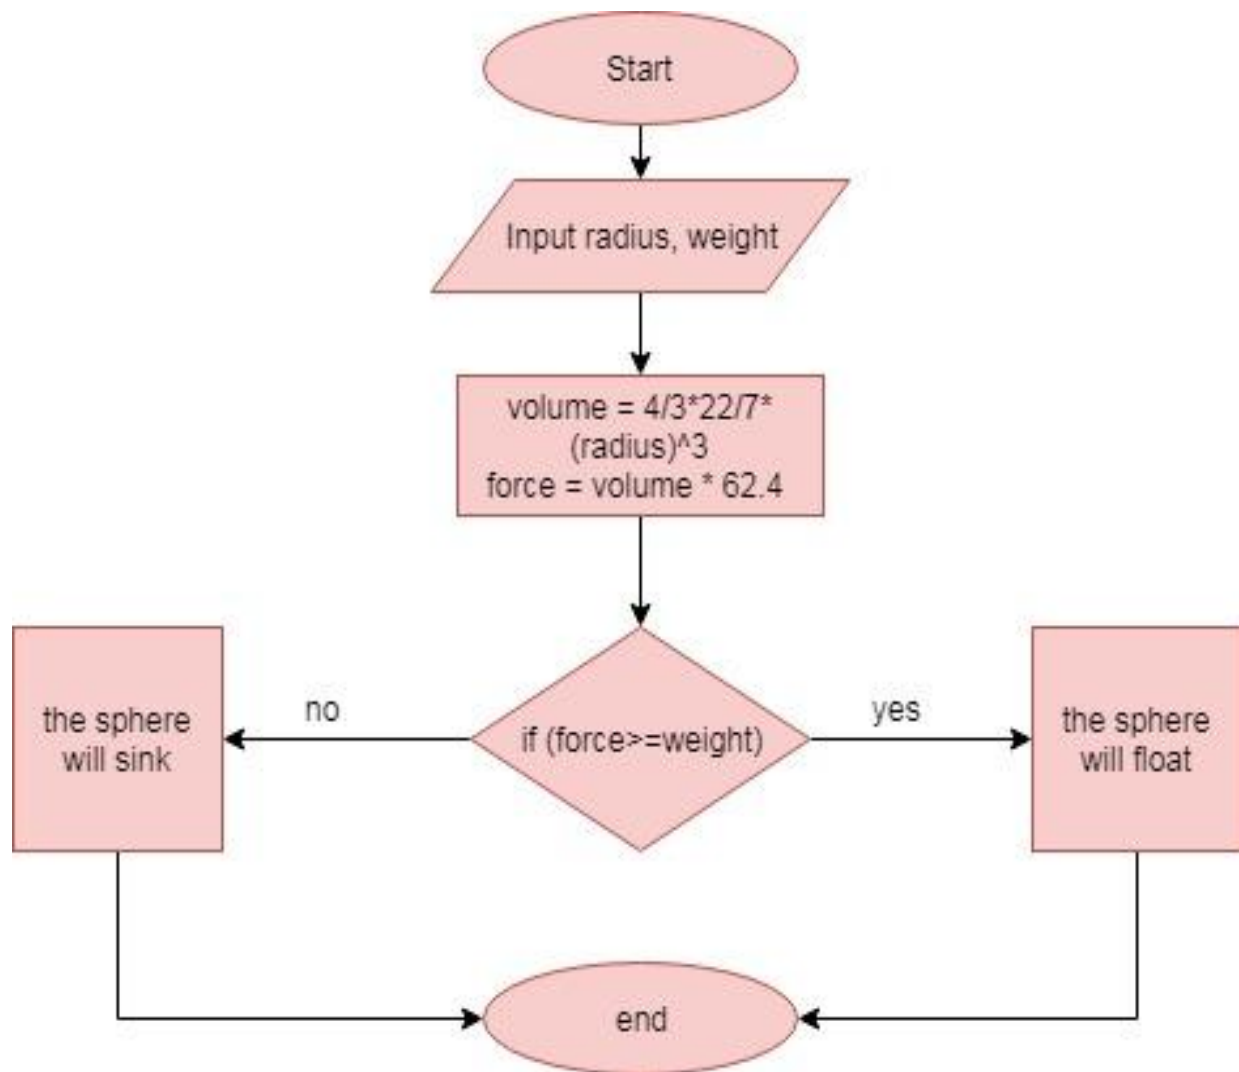 Start
Input radius, weight
volume = 4/3*22/7*
(radius)^3
force = volume * 62.4
no
yes
the sphere
will sink
if (force>=weight)
the sphere
will float
end